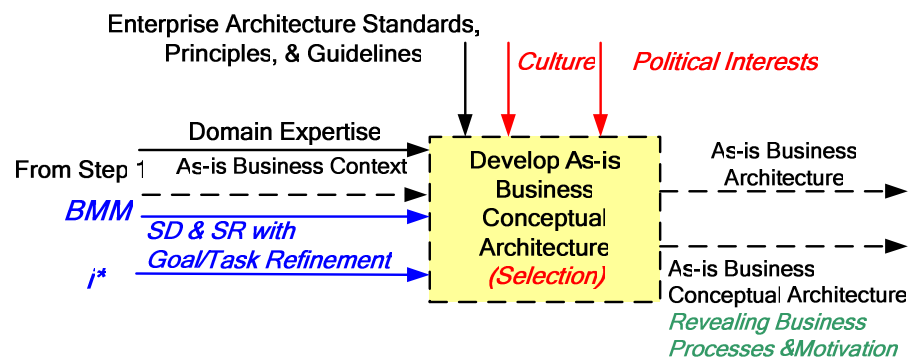 Enterprise Architecture Standards,
Principles, & Guidelines
Culture
Political Interests
Domain Expertise
From Step 1
As-is Business Context
BMM
SD & SR with
Goal/Task Refinement
i*
Develop As-is
Business
Conceptual
Architecture
(Selection)
As-is Business
Architecture
As-is Business
Conceptual Architecture
Revealing Business
Processes &Motivation